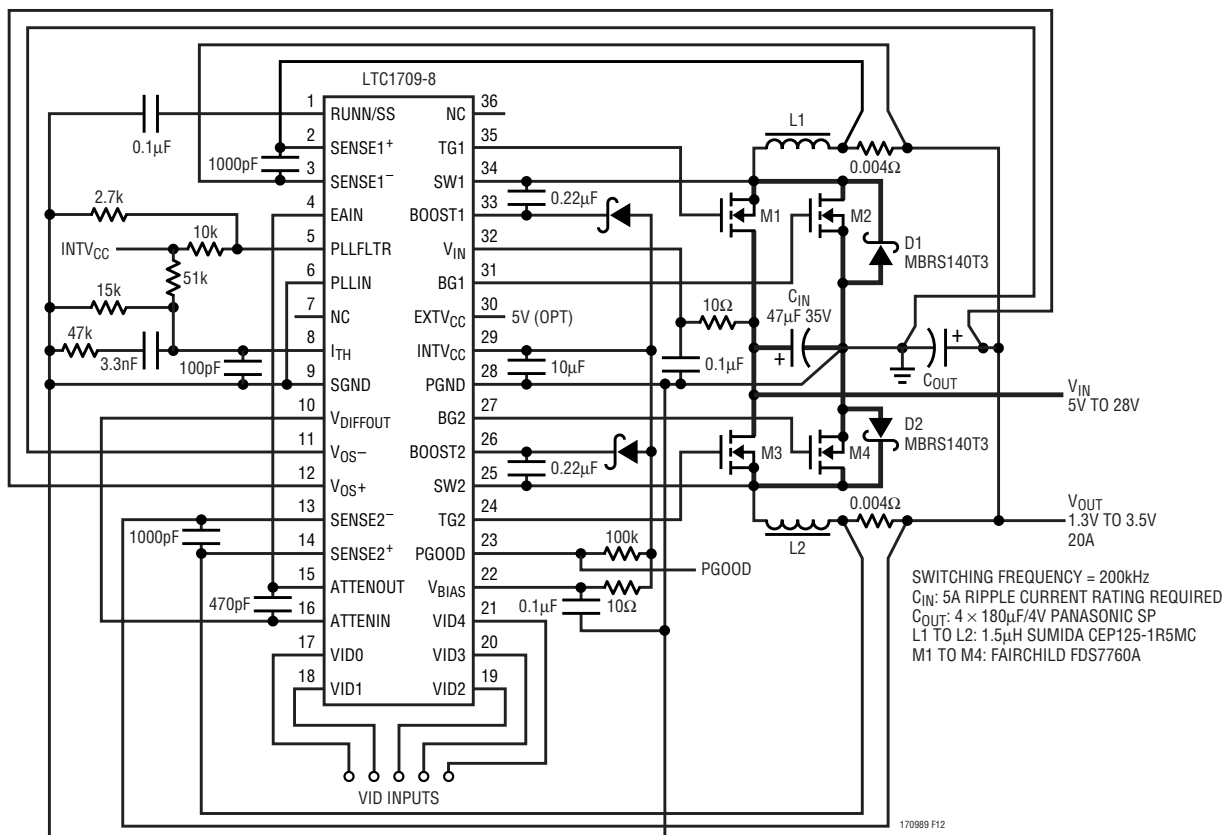 LTC1709-8
1 RUNN/SS
2 SENSE1+
3 SENSE1–
4 EAIN
5 PLLFLTR
6 PLLIN
7 NC
8 ITH
9 SGND
10 VDIFFOUT
11 VOS–
12 VOS+
13 SENSE2–
14 SENSE2+
15 ATTENOUT
16 ATTENIN
17 VID0
18 VID1
36 NC
35 TG1
34 SW1
33 BOOST1
32 VIN
31 BG1
30 EXTVCC
29 INTVCC
28 PGND
27 BG2
26 BOOST2
25 SW2
24 TG2
23 PGOOD
22 VBIAS
21 VID4
20 VID3
19 VID2
0.1µF
1000pF
2.7k
10k
INTVCC
51k
15k
47k
3.3nF
100pF
1000pF
470pF
VID INPUTS
0.22µF
5V (OPT)
10µF
0.22µF
100k
PGOOD
10Ω
0.1µF
10Ω
0.1µF
L1
0.004Ω
M1
M2
D1
MBRS140T3
CIN
47µF 35V
+
+
COUT
VIN
5V TO 28V
D2
MBRS140T3
M3
M4
0.004Ω
L2
VOUT
1.3V TO 3.5V
20A
SWITCHING FREQUENCY = 200kHz
CIN: 5A RIPPLE CURRENT RATING REQUIRED
COUT: 4 × 180µF/4V PANASONIC SP
L1 TO L2: 1.5µH SUMIDA CEP125-1R5MC
M1 TO M4: FAIRCHILD FDS7760A
170989 F12